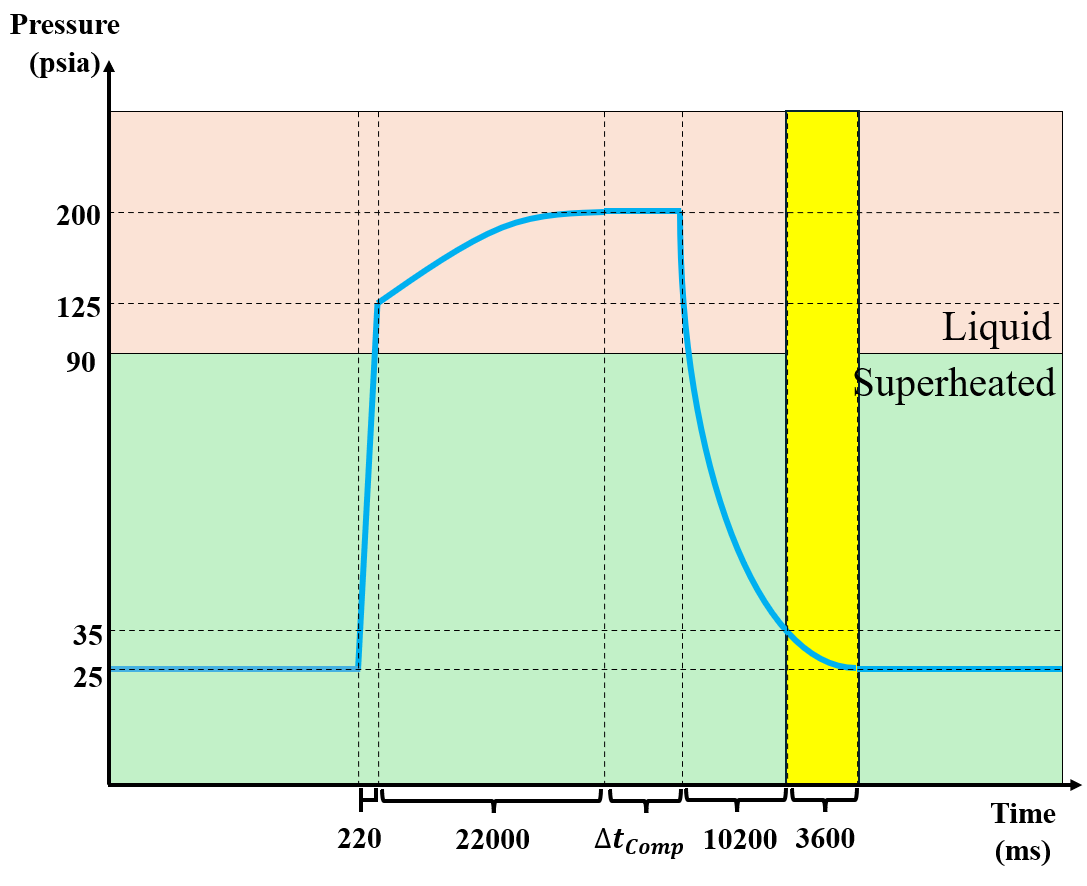 Pressure
(psia)
200
125
90
Liquid
Superheated
35
25
220
22000
Δt_Comp
10200
3600
Time
(ms)